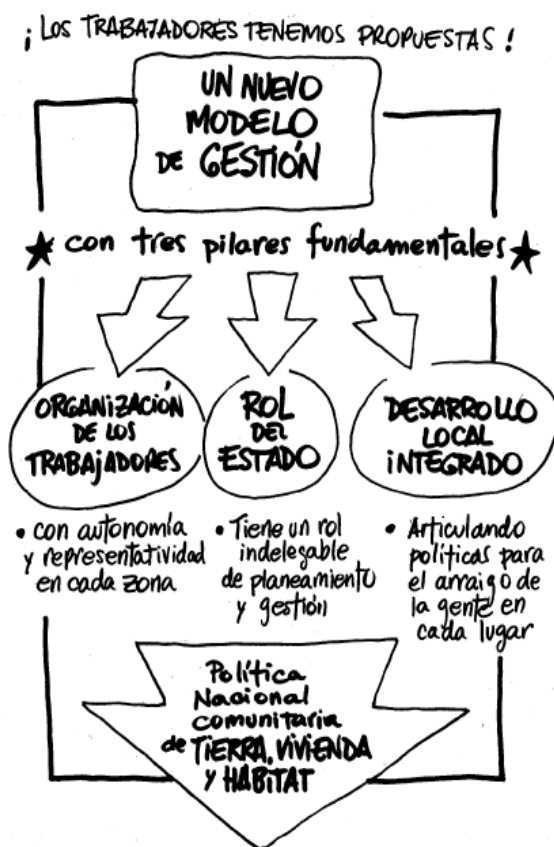 ¡LOS TRABAJADORES TENEMOS PROPUESTAS!
UN NUEVO
MODELO
DE GESTIÓN
★ con tres pilares fundamentales ★
ORGANIZACIÓN
DE LOS
TRABAJADORES
• con autonomía
y representatividad
en cada zona
ROL
DEL
ESTADO
• Tiene un rol
indelegable
de planeamiento
y gestión
DESARROLLO
LOCAL
INTEGRADO
• Articulando
políticas para
el arraigo de
la gente en
cada lugar
Política
Nacional
comunitaria
de TIERRA, VIVIENDA
y HÁBITAT